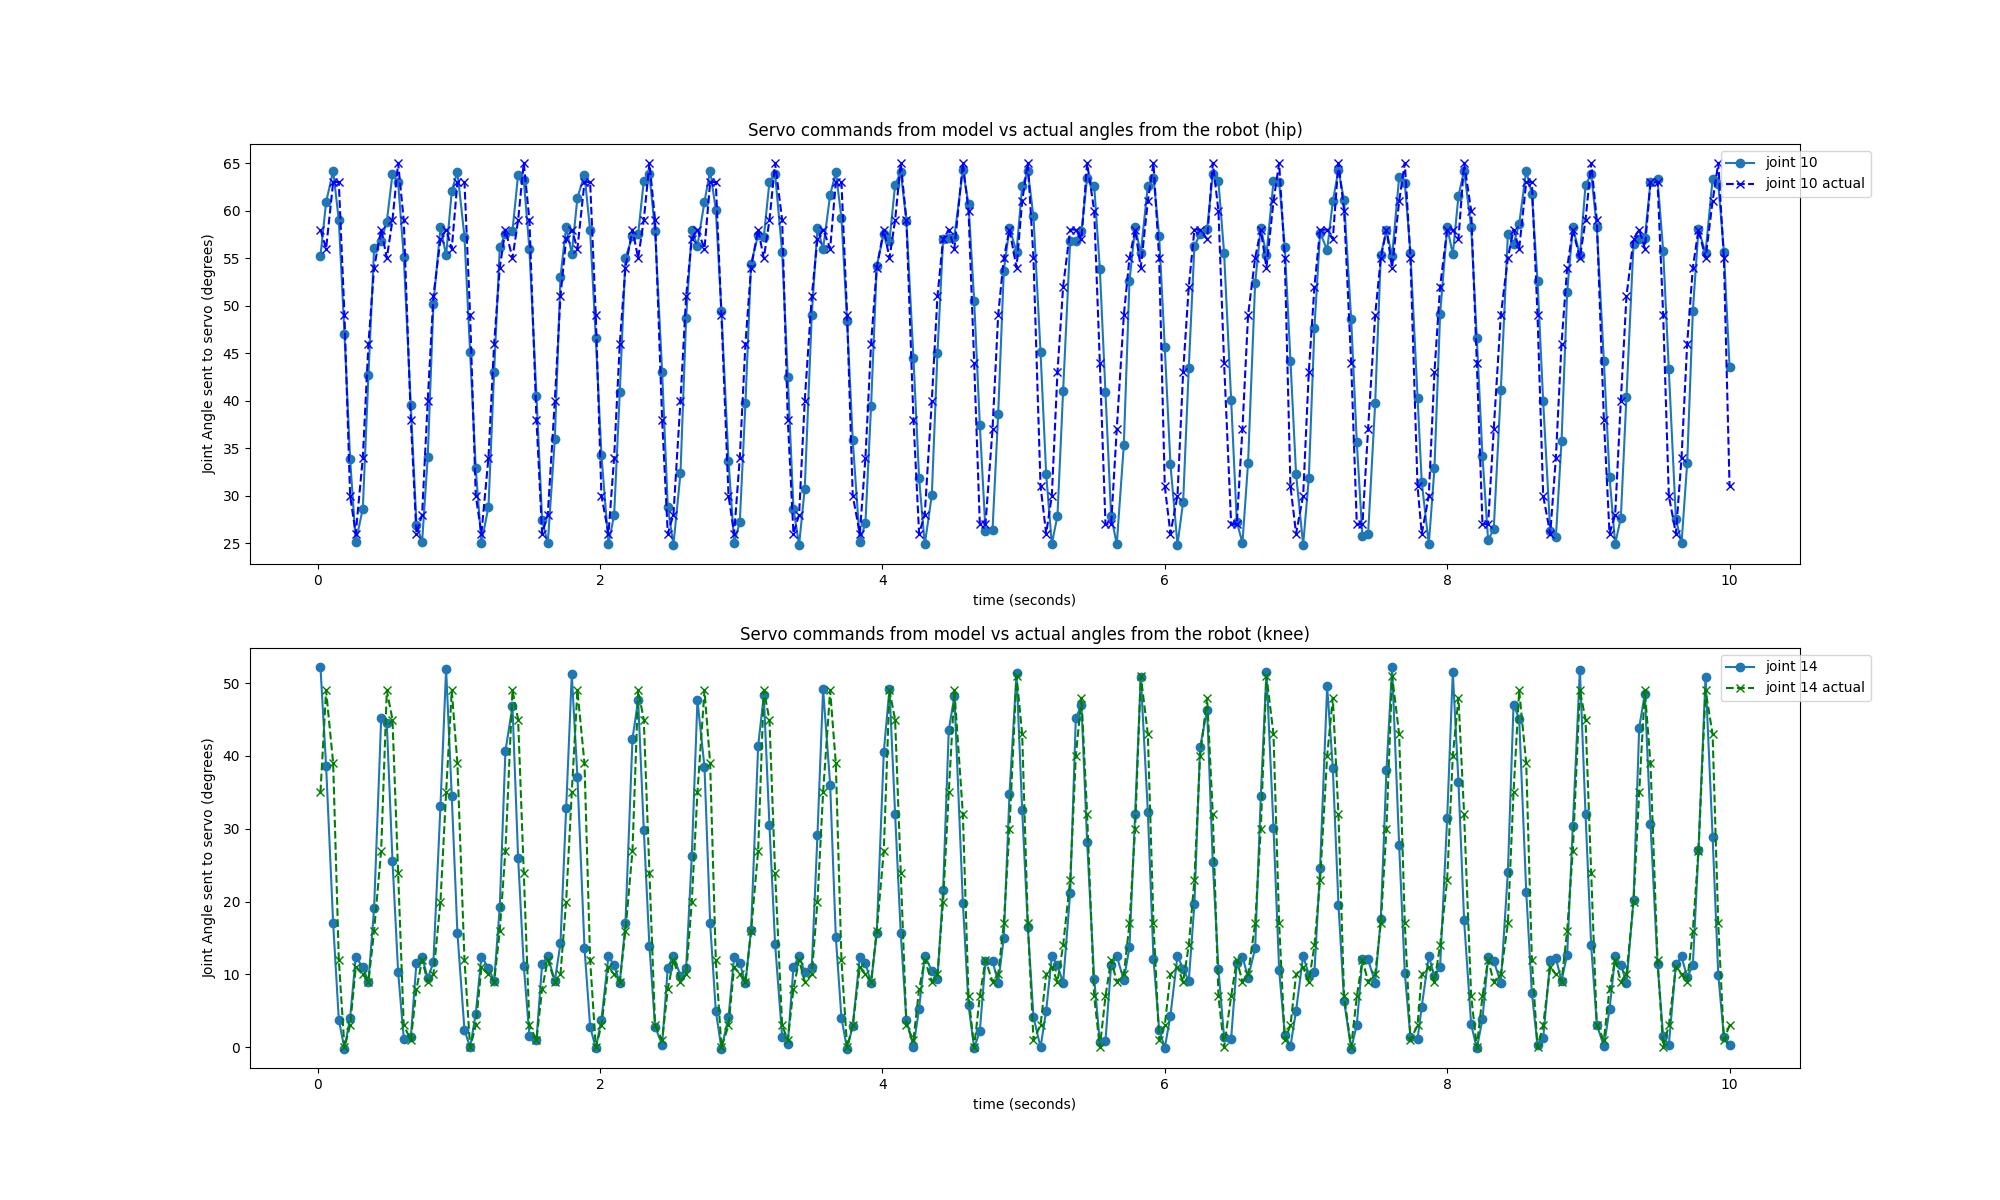 Servo commands from model vs actual angles from the robot (hip)
Joint Angle sent to servo (degrees)
65
60
55
50
45
40
35
30
25
joint 10
joint 10 actual
0 2 4 6 8 10
time (seconds)
Servo commands from model vs actual angles from the robot (knee)
Joint Angle sent to servo (degrees)
50
40
30
20
10
0
joint 14
joint 14 actual
0 2 4 6 8 10
time (seconds)